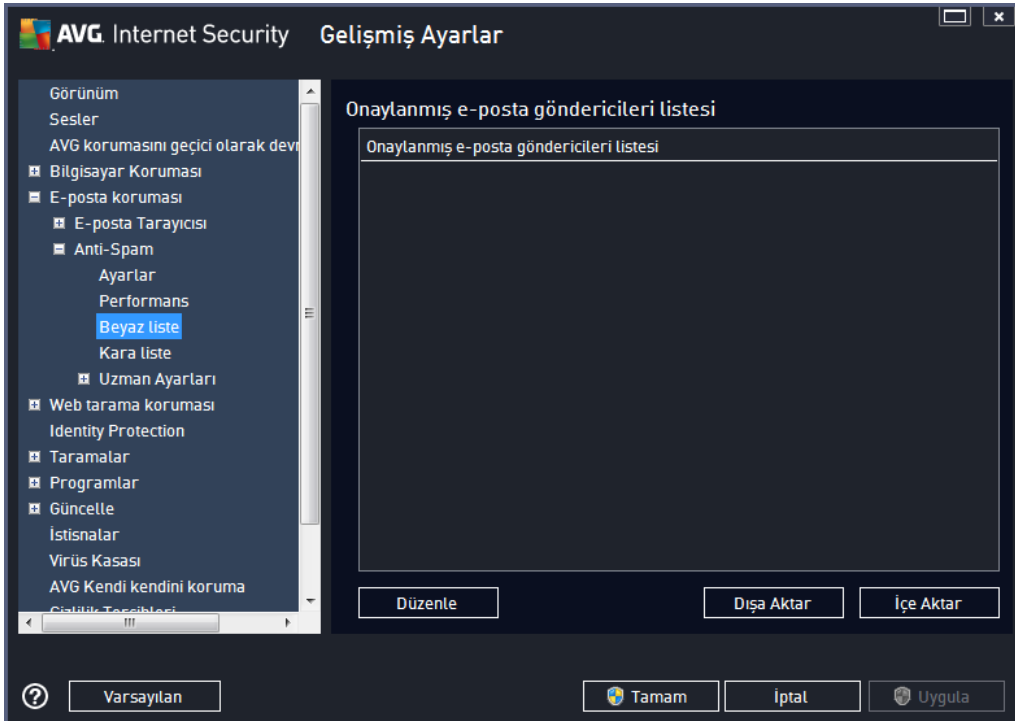 AVG. Internet Security Gelişmiş Ayarlar
Görünüm
Sesler
AVG korumasını geçici olarak devr
Bilgisayar Koruması
E-posta koruması
E-posta Tarayıcısı
Anti-Spam
Ayarlar
Performans
Beyaz liste
Kara liste
Uzman Ayarları
Web tarama koruması
Identity Protection
Taramalar
Programlar
Güncelle
İstisnalar
Virüs Kasası
AVG Kendi kendini koruma
Gizlilik Tercihleri
Onaylanmış e-posta göndericileri listesi
Onaylanmış e-posta göndericileri listesi
Düzenle
Dışa Aktar
İçe Aktar
Varsayılan
Tamam
İptal
Uygula